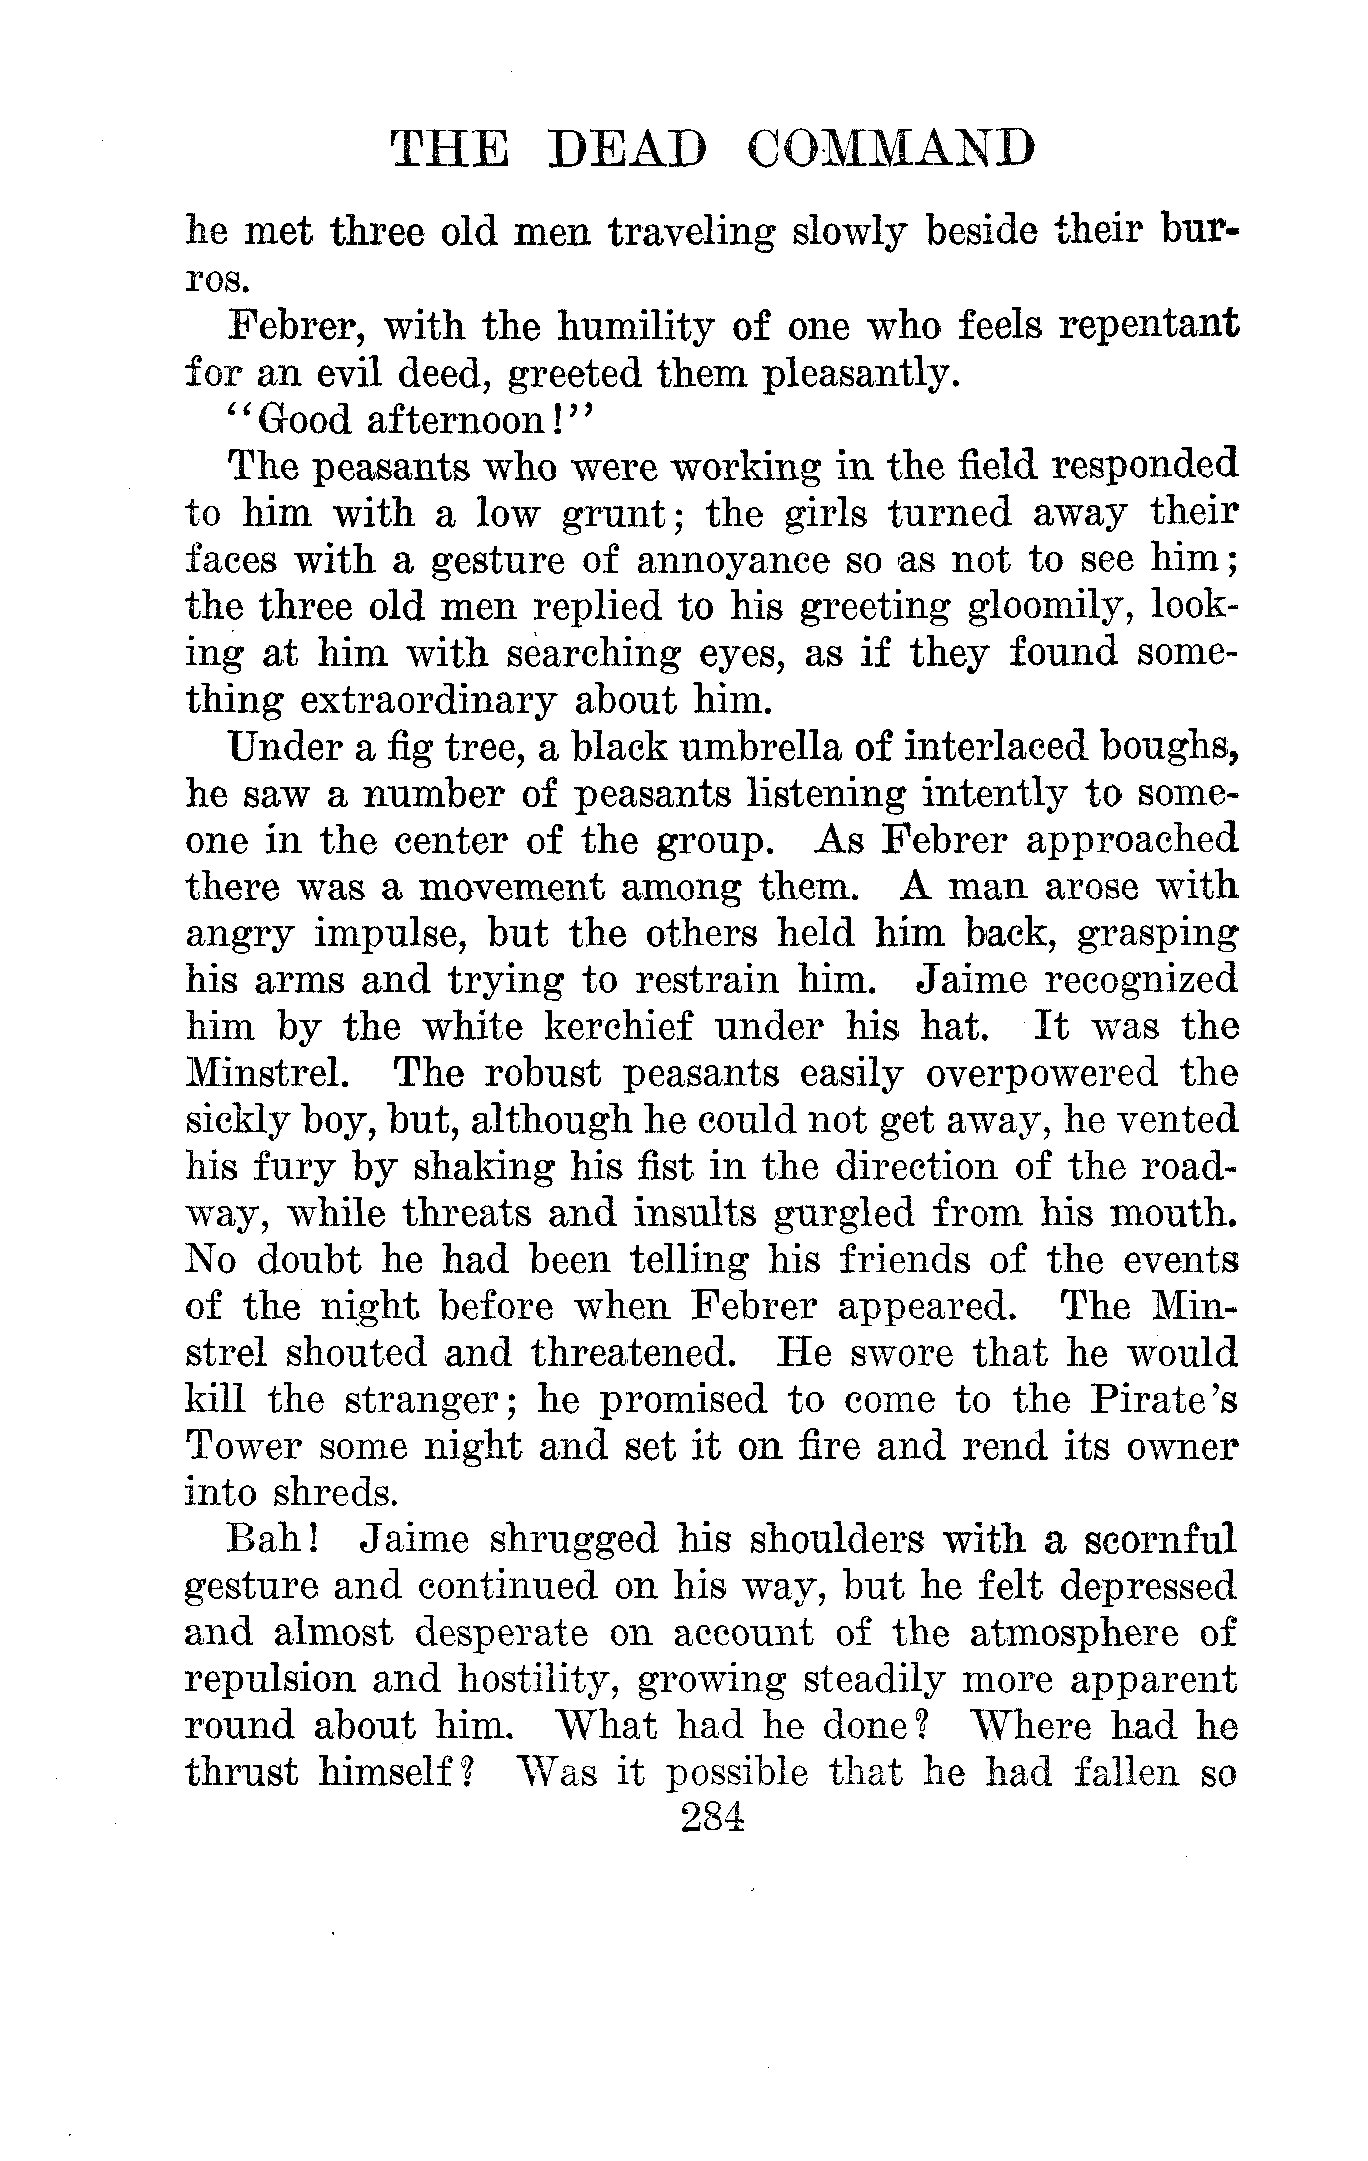 THE DEAD COMMAND
he met three old men traveling slowly beside their bur-
ros.
Febrer, with the humility of one who feels repentant
for an evil deed, greeted them pleasantly.
"Good afternoon!"
The peasants who were working in the field responded
to him with a low grunt; the girls turned away their
faces with a gesture of annoyance so as not to see him;
the three old men replied to his greeting gloomily, look-
ing at him with searching eyes, as if they found some-
thing extraordinary about him.
Under a fig tree, a black umbrella of interlaced boughs,
he saw a number of peasants listening intently to some-
one in the center of the group. As Febrer approached
there was a movement among them. A man arose with
angry impulse, but the others held him back, grasping
his arms and trying to restrain him. Jaime recognized
him by the white kerchief under his hat. It was the
Minstrel. The robust peasants easily overpowered the
sickly boy, but, although he could not get away, he vented
his fury by shaking his fist in the direction of the road-
way, while threats and insults gurgled from his mouth.
No doubt he had been telling his friends of the events
of the night before when Febrer appeared. The Min-
strel shouted and threatened. He swore that he would
kill the stranger; he promised to come to the Pirate's
Tower some night and set it on fire and rend its owner
into shreds.
Bah! Jaime shrugged his shoulders with a scornful
gesture and continued on his way, but he felt depressed
and almost desperate on account of the atmosphere of
repulsion and hostility, growing steadily more apparent
round about him. What had he done? Where had he
thrust himself? Was it possible that he had fallen so
284